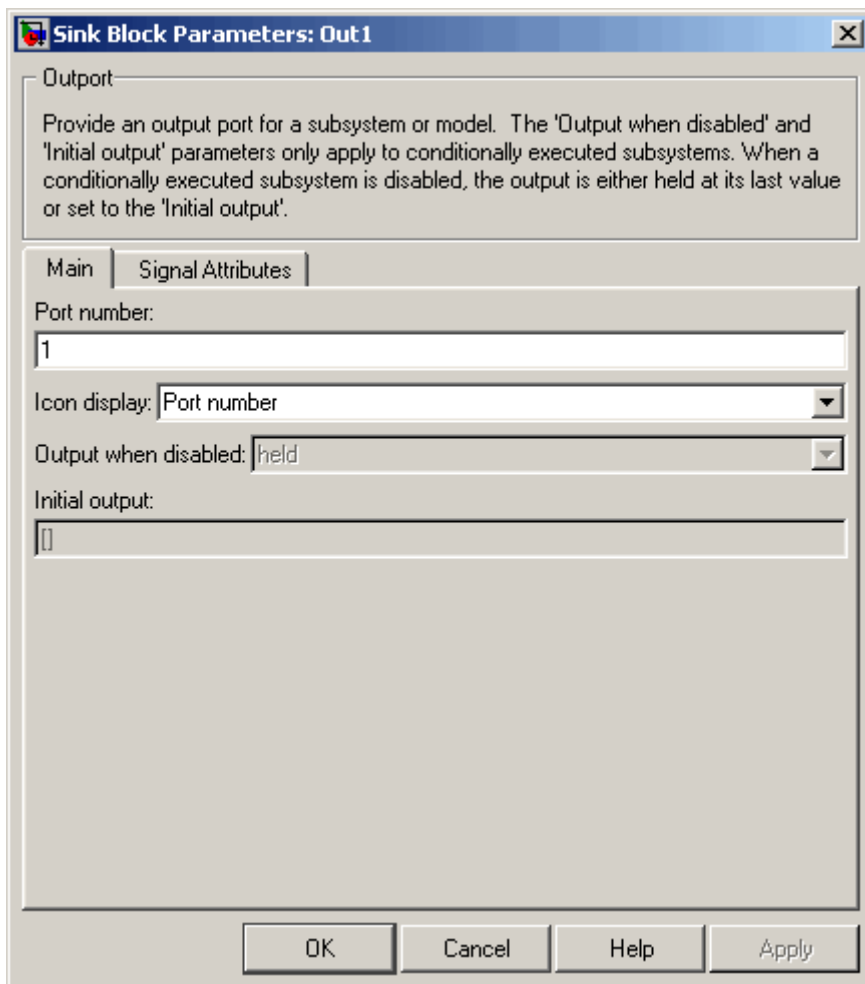 Sink Block Parameters: Out1
Outport
Provide an output port for a subsystem or model.  The 'Output when disabled' and
'Initial output' parameters only apply to conditionally executed subsystems. When a
conditionally executed subsystem is disabled, the output is either held at its last value
or set to the 'Initial output'.
Main Signal Attributes
Port number:
1
Icon display: Port number
Output when disabled: held
Initial output:
[]
OK Cancel Help Apply